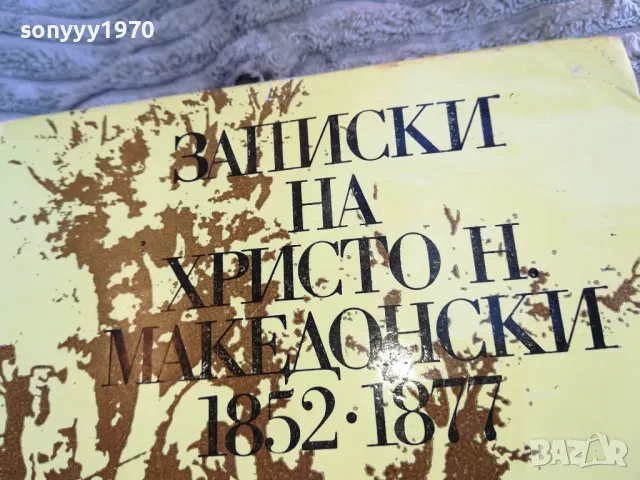 sonyyy1970
ЗАПИСКИ
НА
ХРИСТО Н.
МАКЕДОНСКИ
1852·1877
BAZAR